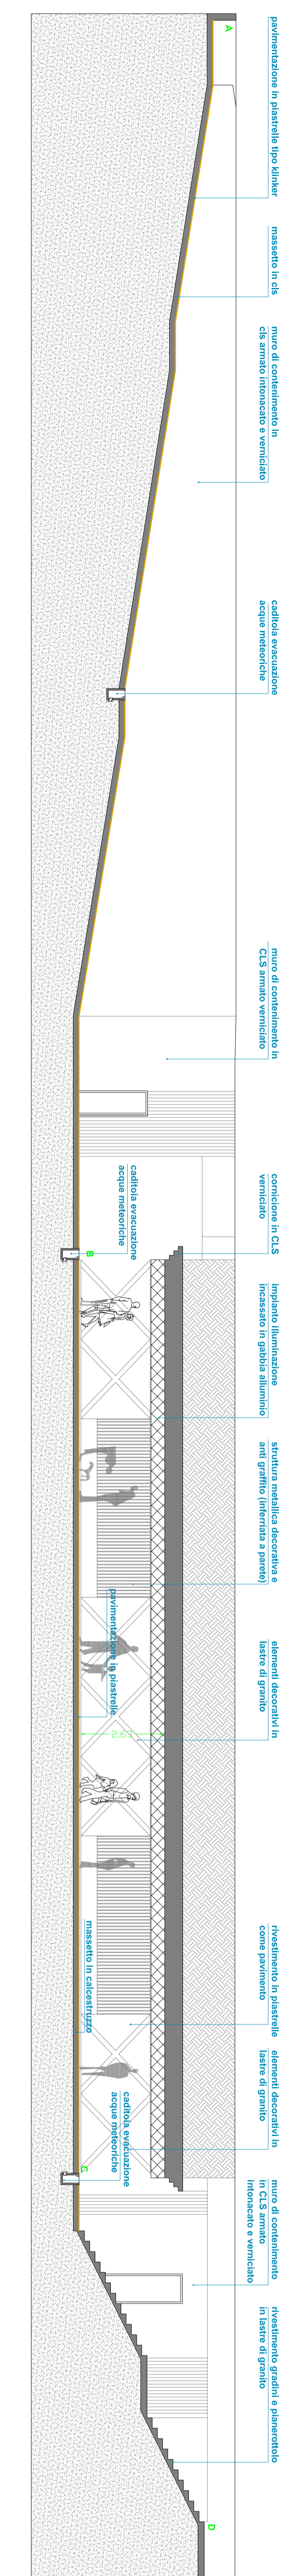 A
pavimentazione in piastrelle tipo klinker
massetto in cls
muro di contenimento in
cls armato intonacato e verniciato
caditoia evacuazione
acque meteoriche
muro di contenimento in
CLS armato verniciato
caditoia evacuazione
acque meteoriche
B
cornicione in CLS
verniciato
impianto illuminazione
incassato in gabbia alluminio
struttura metallica decorativa e
anti graffito (inferriata a parete)
pavimentazione in piastrelle
elementi decorativi in
lastre di granito
2.63
massetto in calcestruzzo
rivestimento in piastrelle
come pavimento
elementi decorativi in
lastre di granito
caditoia evacuazione
acque meteoriche
C
muro di contenimento
in CLS armato
intonacato e verniciato
rivestimento gradini e pianerottolo
in lastre di granito
D